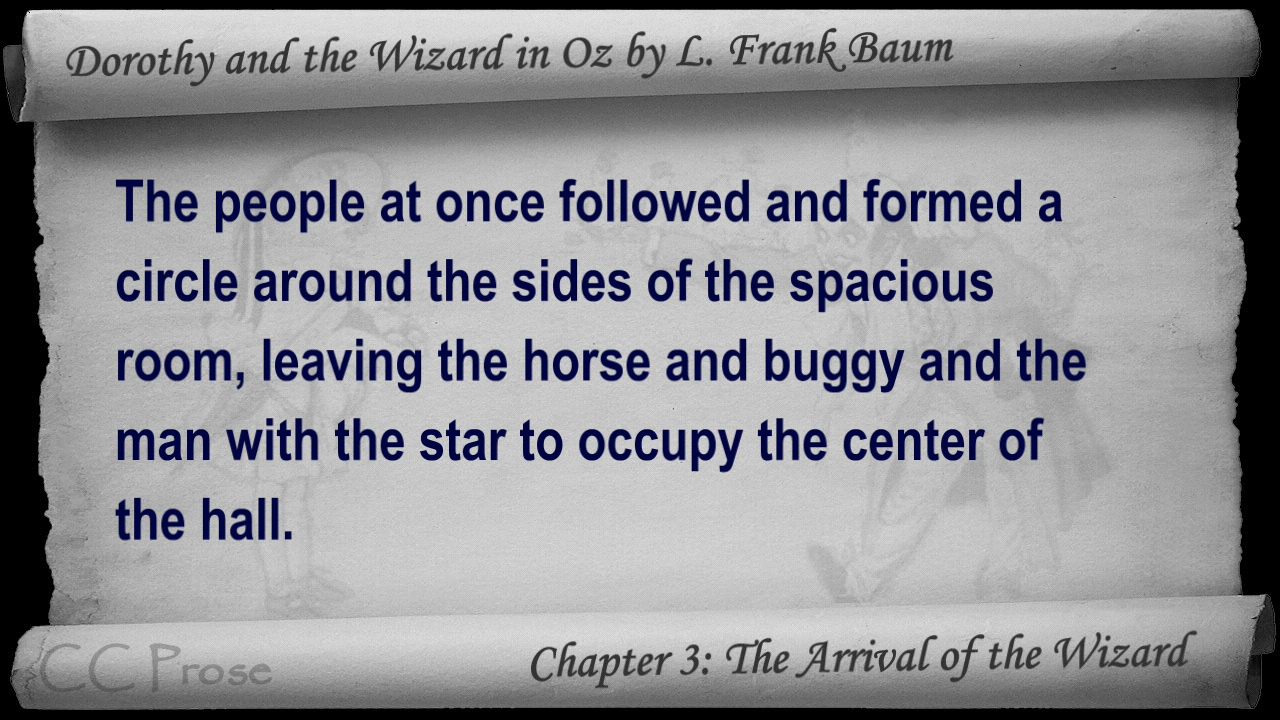 Dorothy and the Wizard in Oz by L. Frank Baum
The people at once followed and formed a
circle around the sides of the spacious
room, leaving the horse and buggy and the
man with the star to occupy the center of
the hall.
CC Prose
Chapter 3: The Arrival of the Wizard